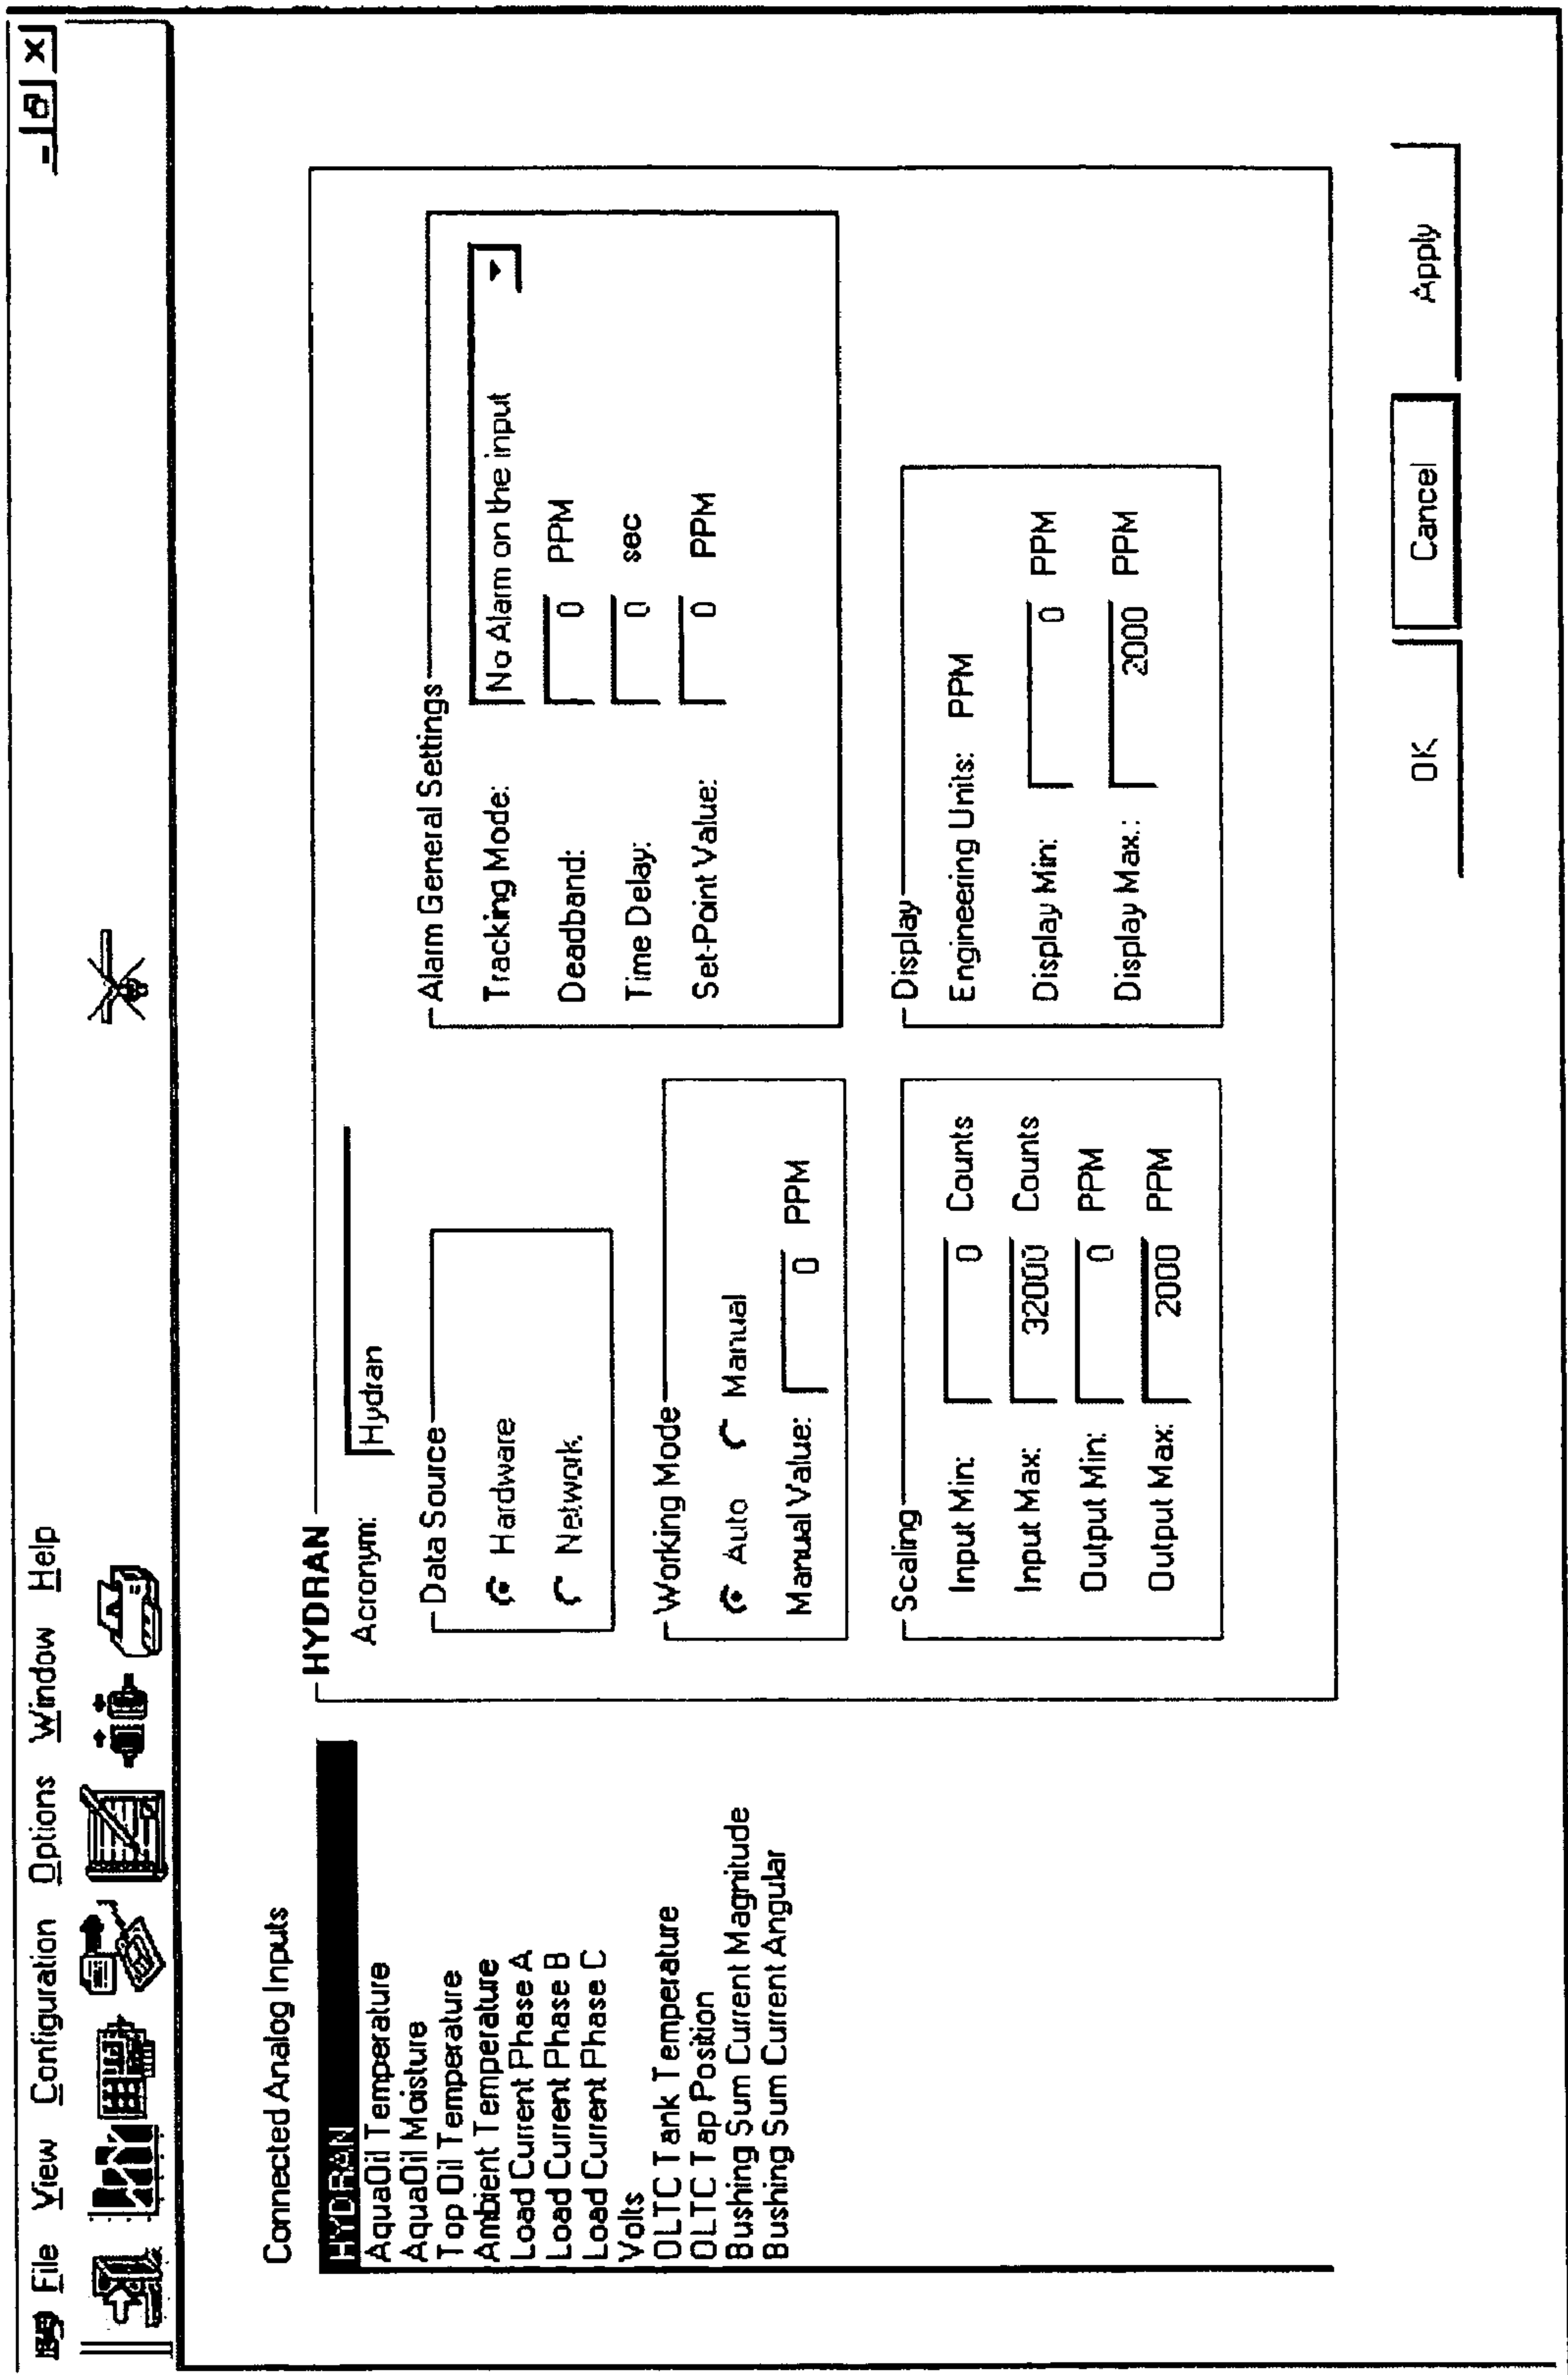 File View Configuration Options Window Help
Connected Analog Inputs
HYDRAN
AquaOil Temperature
AquaOil Moisture
Top Oil Temperature
Ambient Temperature
Load Current Phase A
Load Current Phase B
Load Current Phase C
Volts
OLTC Tank Temperature
OLTC Tap Position
Bushing Sum Current Magnitude
Bushing Sum Current Angular
HYDRAN
Acronym: Hydran
Data Source
Hardware
Network
Working Mode
Auto Manual
Manual Value: 0 PPM
Scaling
Input Min: 0 Counts
Input Max: 32000 Counts
Output Min: 0 PPM
Output Max: 2000 PPM
Alarm General Settings
Tracking Mode: No Alarm on the input
Deadband: 0 PPM
Time Delay: 0 sec
Set-Point Value: 0 PPM
Display
Engineering Units: PPM
Display Min: 0 PPM
Display Max.: 2000 PPM
OK Cancel Apply